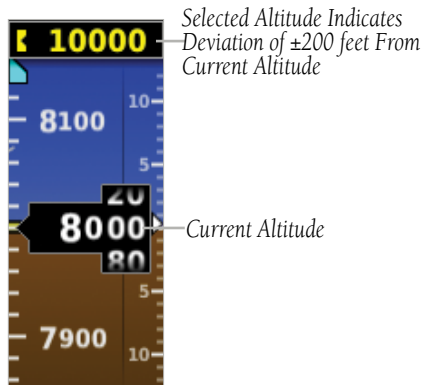 10000
Selected Altitude Indicates
Deviation of ±200 feet From
Current Altitude
10
8100
5
20
8000
Current Altitude
80
5
7900
10